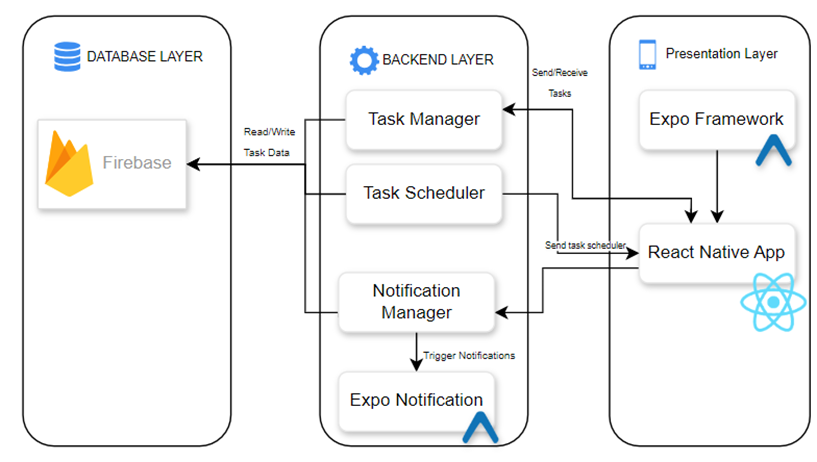 DATABASE LAYER
Firebase
Read/Write
Task Data
BACKEND LAYER
Task Manager
Task Scheduler
Notification
Manager
Trigger Notifications
Expo Notification
Send/Receive
Tasks
Send task scheduler
Presentation Layer
Expo Framework
React Native App